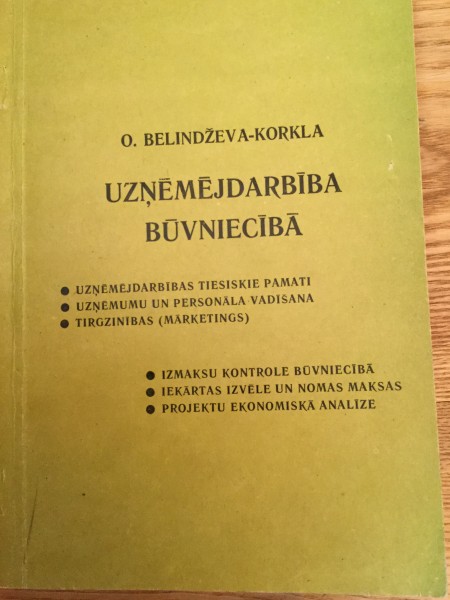 O. BELINDŽEVA-KORKLA
UZŅĒMĒJDARBĪBA
BŪVNIECĪBĀ
● UZŅĒMĒJDARBĪBAS TIESISKIE PAMATI
● UZŅĒMUMU UN PERSONĀLA VADĪŠANA
● TIRGZINĪBAS (MĀRKETINGS)
● IZMAKSU KONTROLE BŪVNIECĪBĀ
● IEKĀRTAS IZVĒLE UN NOMAS MAKSAS
● PROJEKTU EKONOMISKĀ ANALĪZE